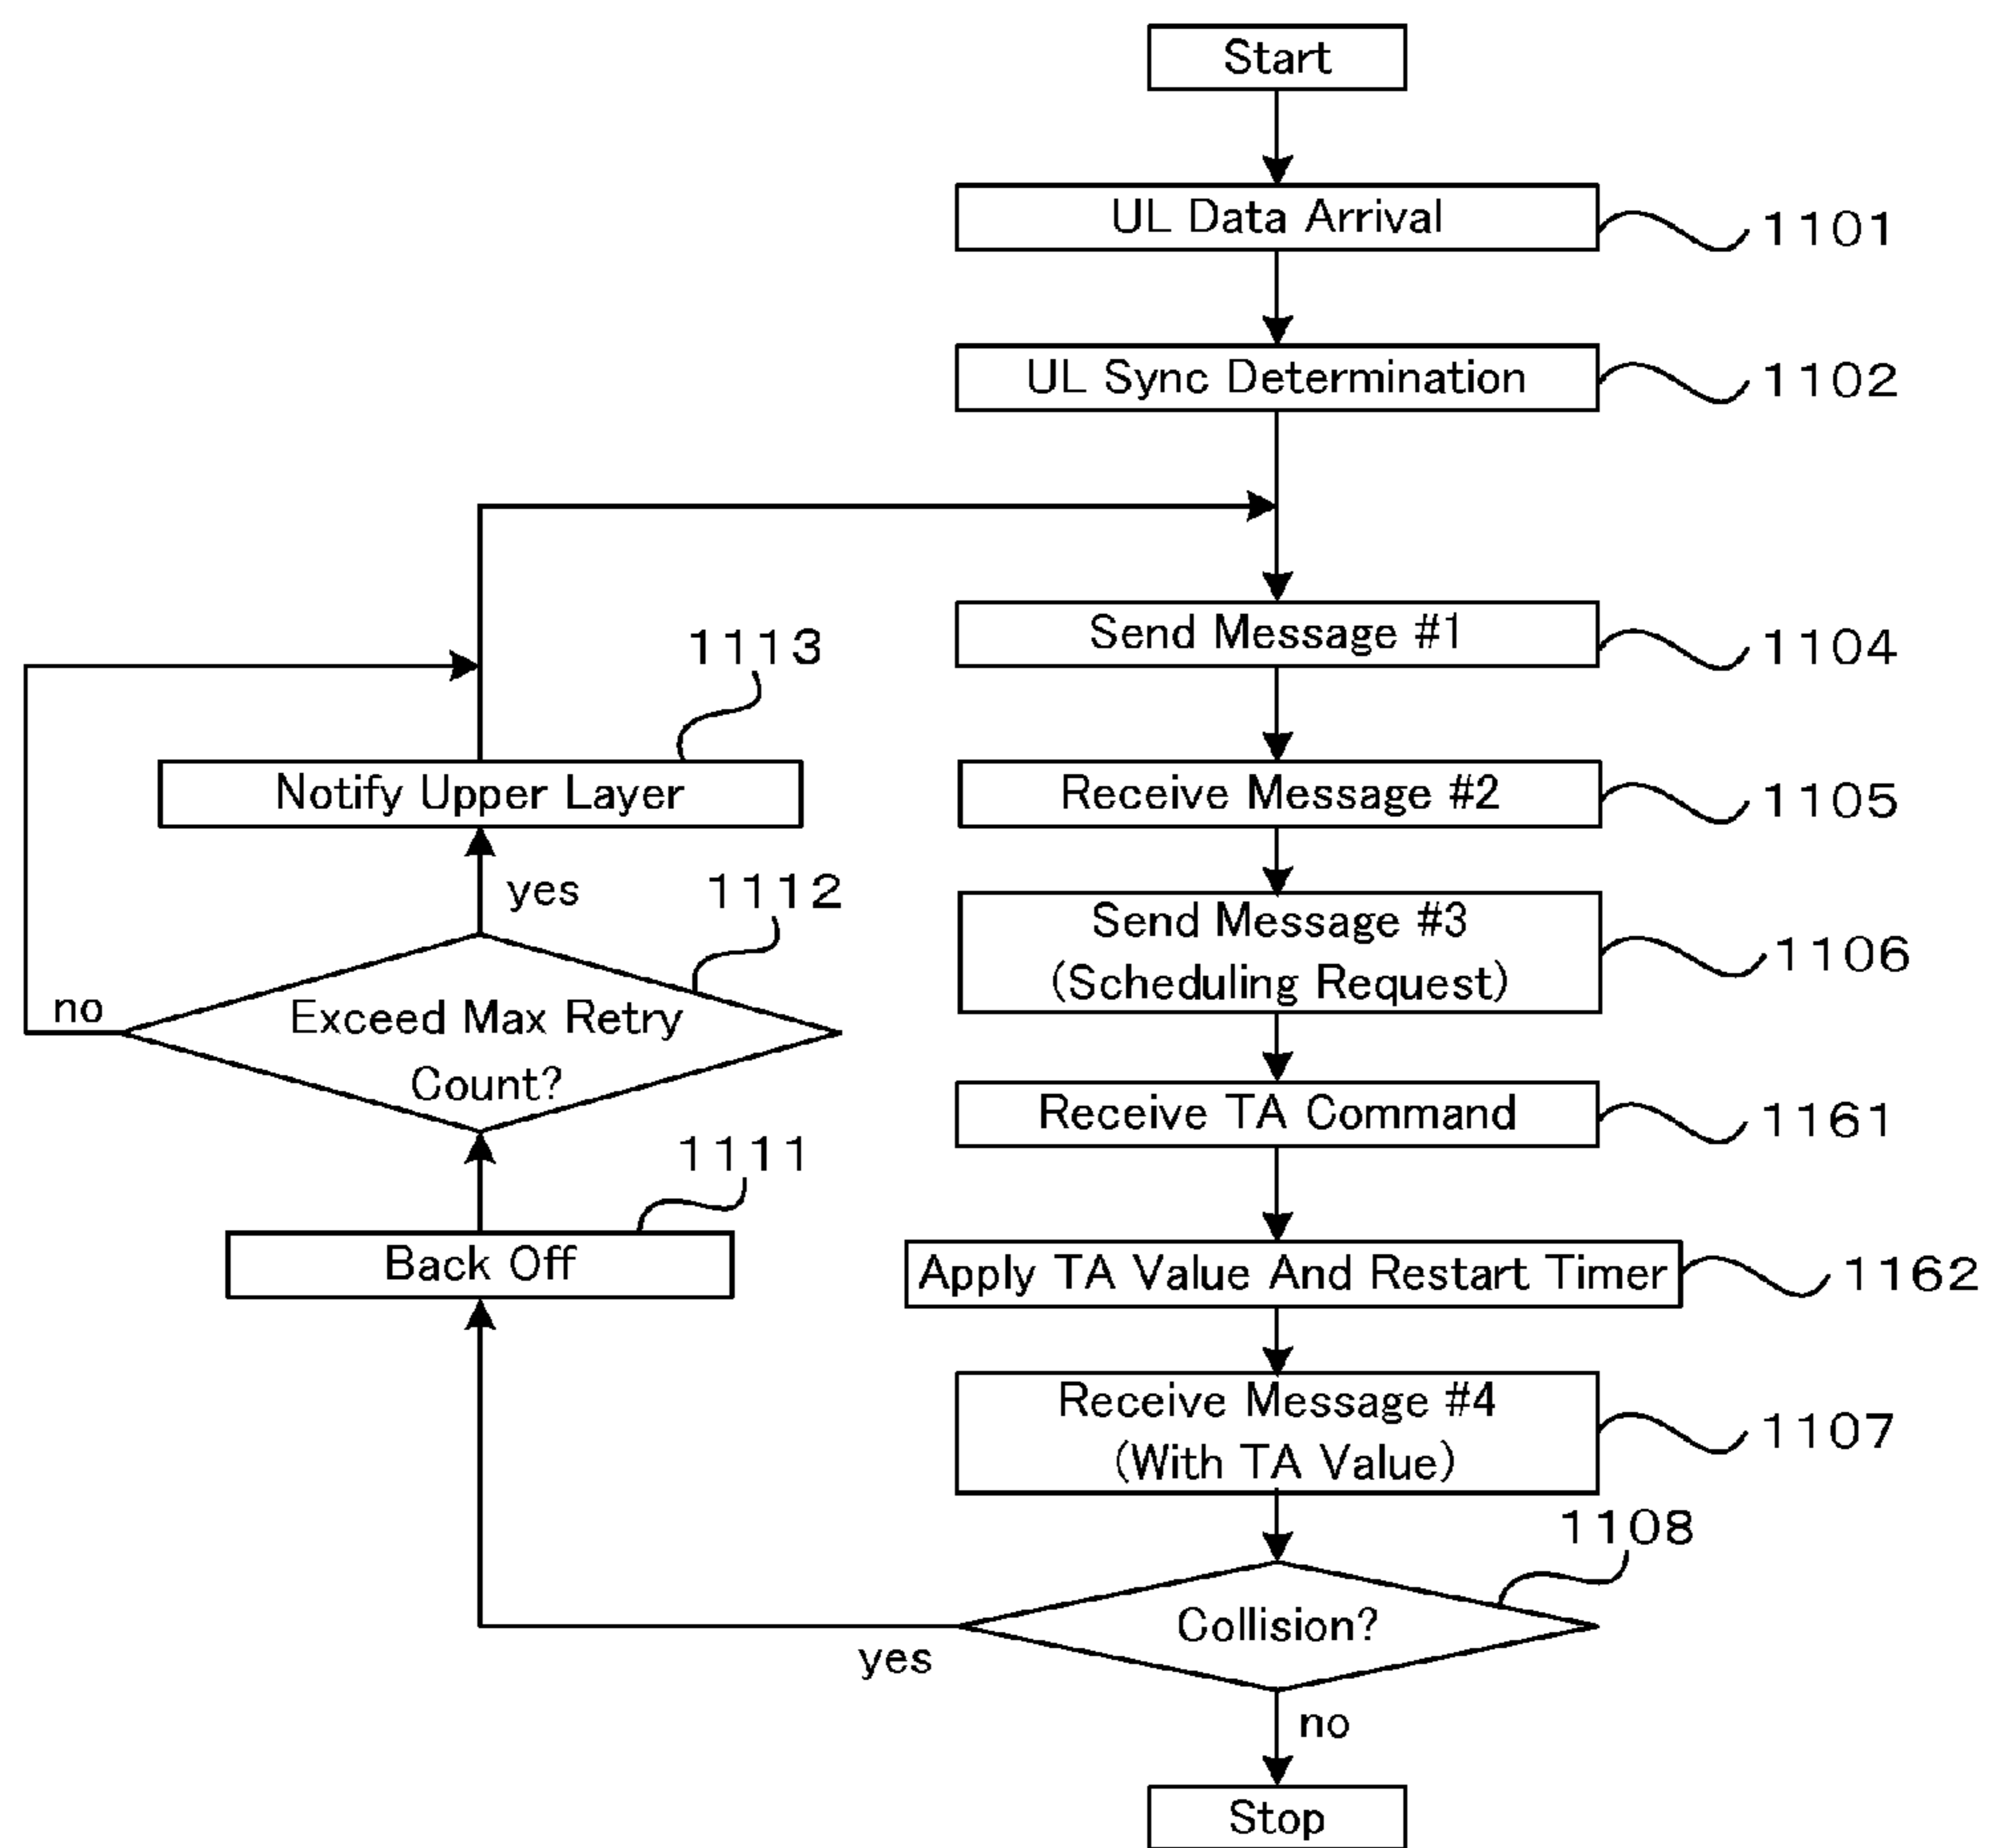 Start
UL Data Arrival
1101
UL Sync Determination
1102
Send Message #1
1104
1113
Notify Upper Layer
Receive Message #2
1105
yes
1112
Send Message #3
(Scheduling Request)
1106
no
Exceed Max Retry
Count?
Receive TA Command
1161
1111
Back Off
Apply TA Value And Restart Timer
1162
Receive Message #4
(With TA Value)
1107
1108
Collision?
yes
no
Stop